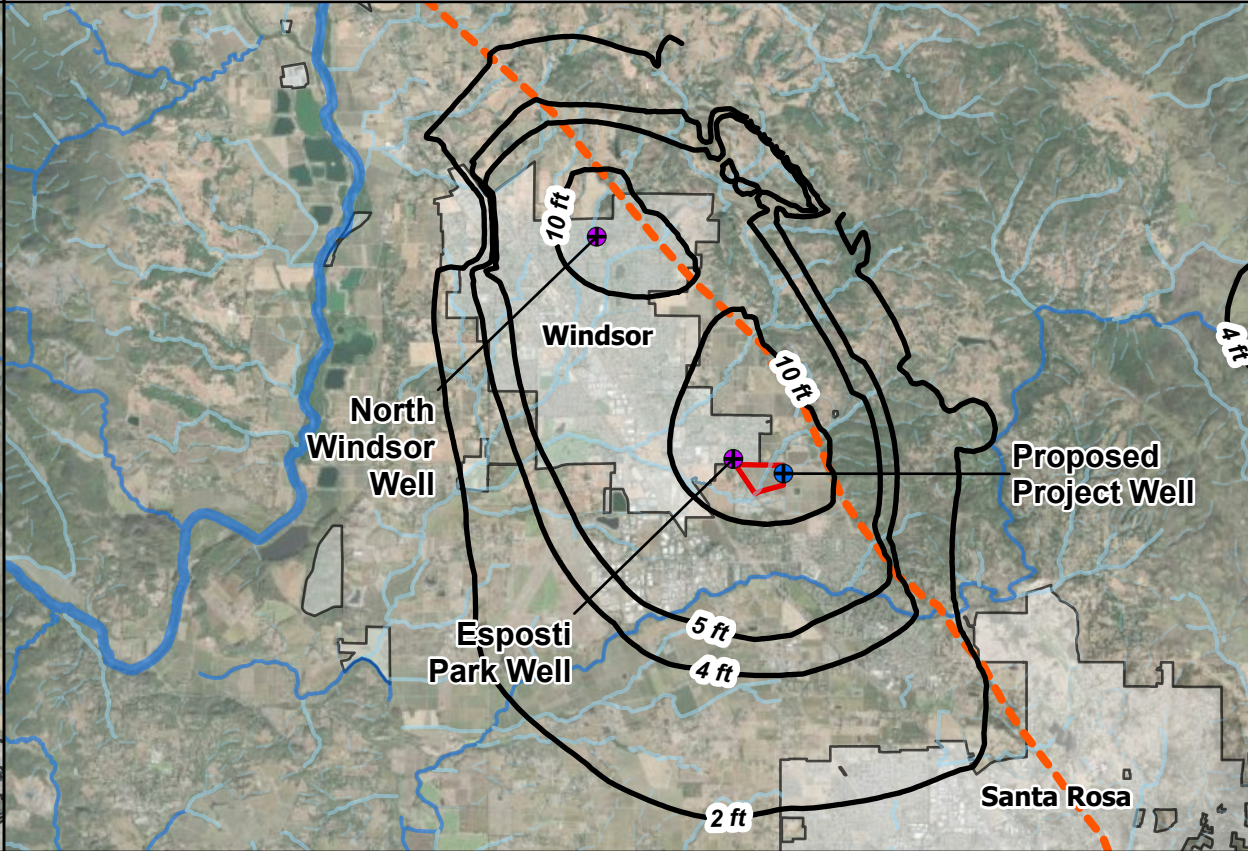 10 ft
Windsor
10 ft
4 ft
North
Windsor
Well
Proposed
Project Well
5 ft
Esposti
Park Well
4 ft
Santa Rosa
2 ft